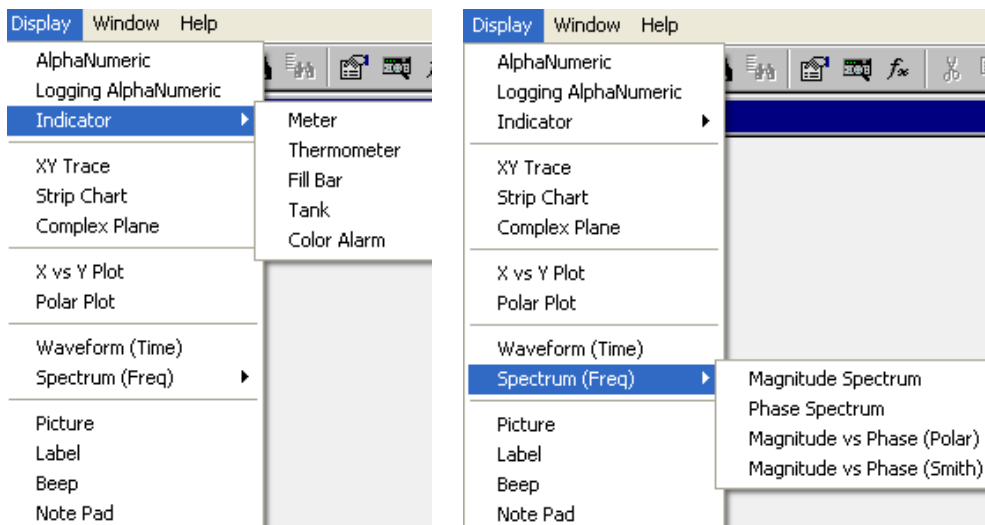 Display Window Help
AlphaNumeric
Logging AlphaNumeric
Indicator
Meter
Thermometer
Fill Bar
Tank
Color Alarm
XY Trace
Strip Chart
Complex Plane
X vs Y Plot
Polar Plot
Waveform (Time)
Spectrum (Freq)
Picture
Label
Beep
Note Pad
Display Window Help
AlphaNumeric
Logging AlphaNumeric
Indicator
XY Trace
Strip Chart
Complex Plane
X vs Y Plot
Polar Plot
Waveform (Time)
Spectrum (Freq)
Magnitude Spectrum
Phase Spectrum
Magnitude vs Phase (Polar)
Magnitude vs Phase (Smith)
Picture
Label
Beep
Note Pad